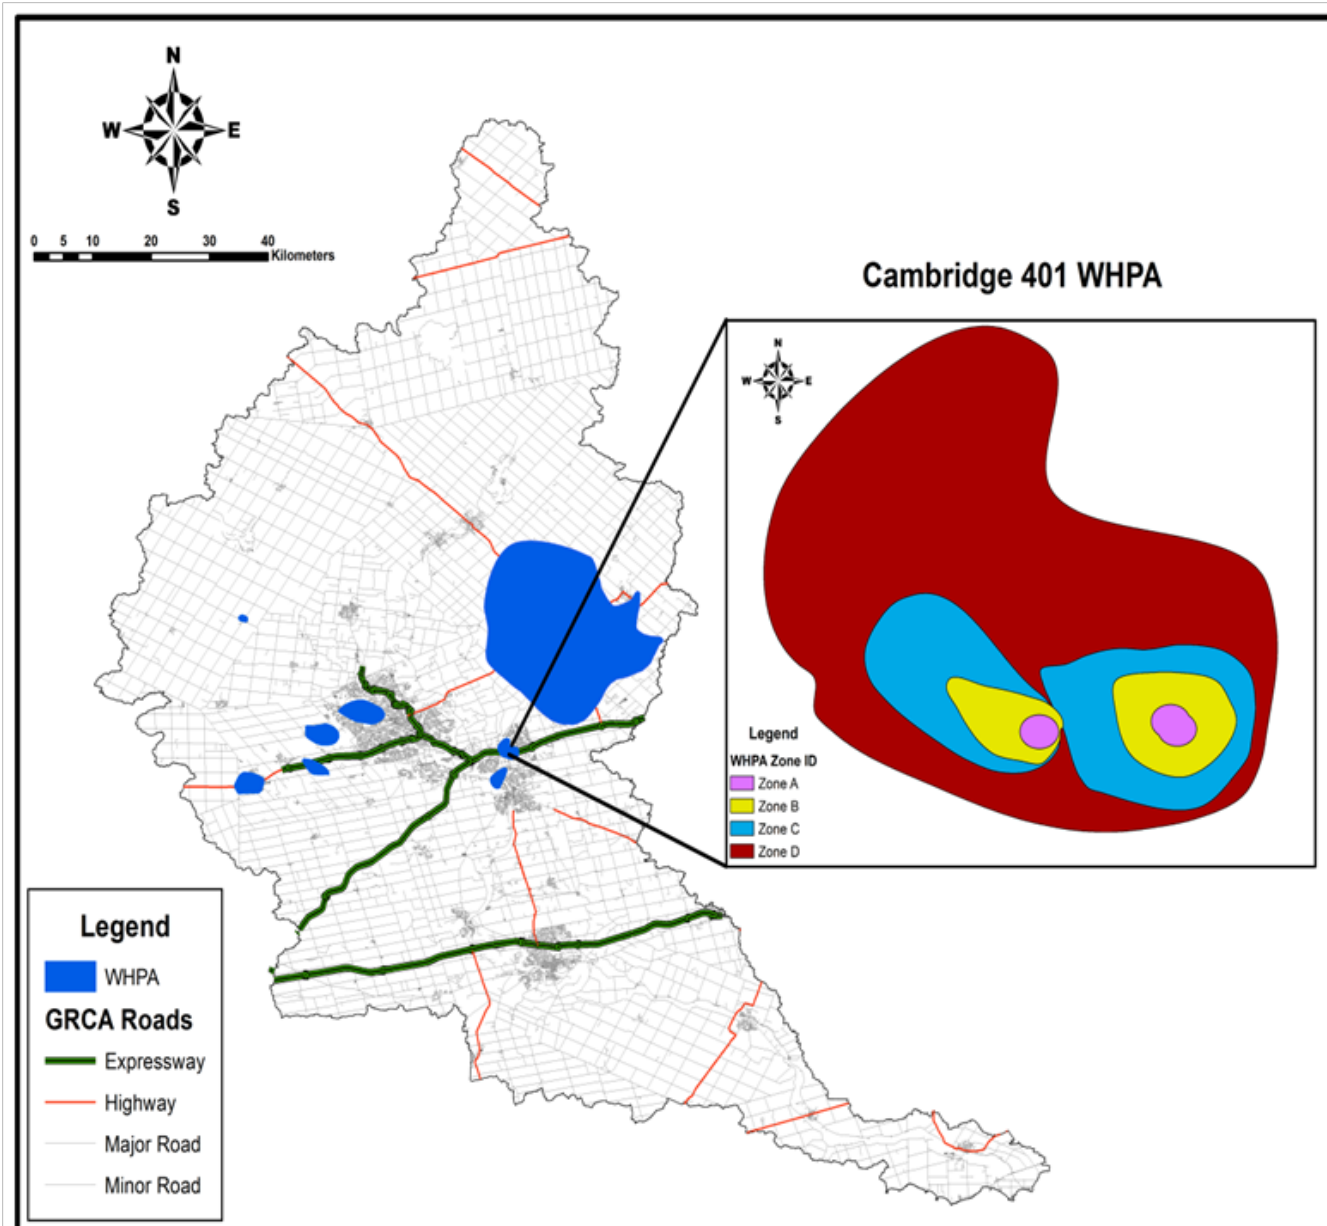 N
W E
S
0 5 10 20 30 40
Kilometers
Cambridge 401 WHPA
N
W E
S
Legend
WHPA Zone ID
Zone A
Zone B
Zone C
Zone D
Legend
WHPA
GRCA Roads
Expressway
Highway
Major Road
Minor Road